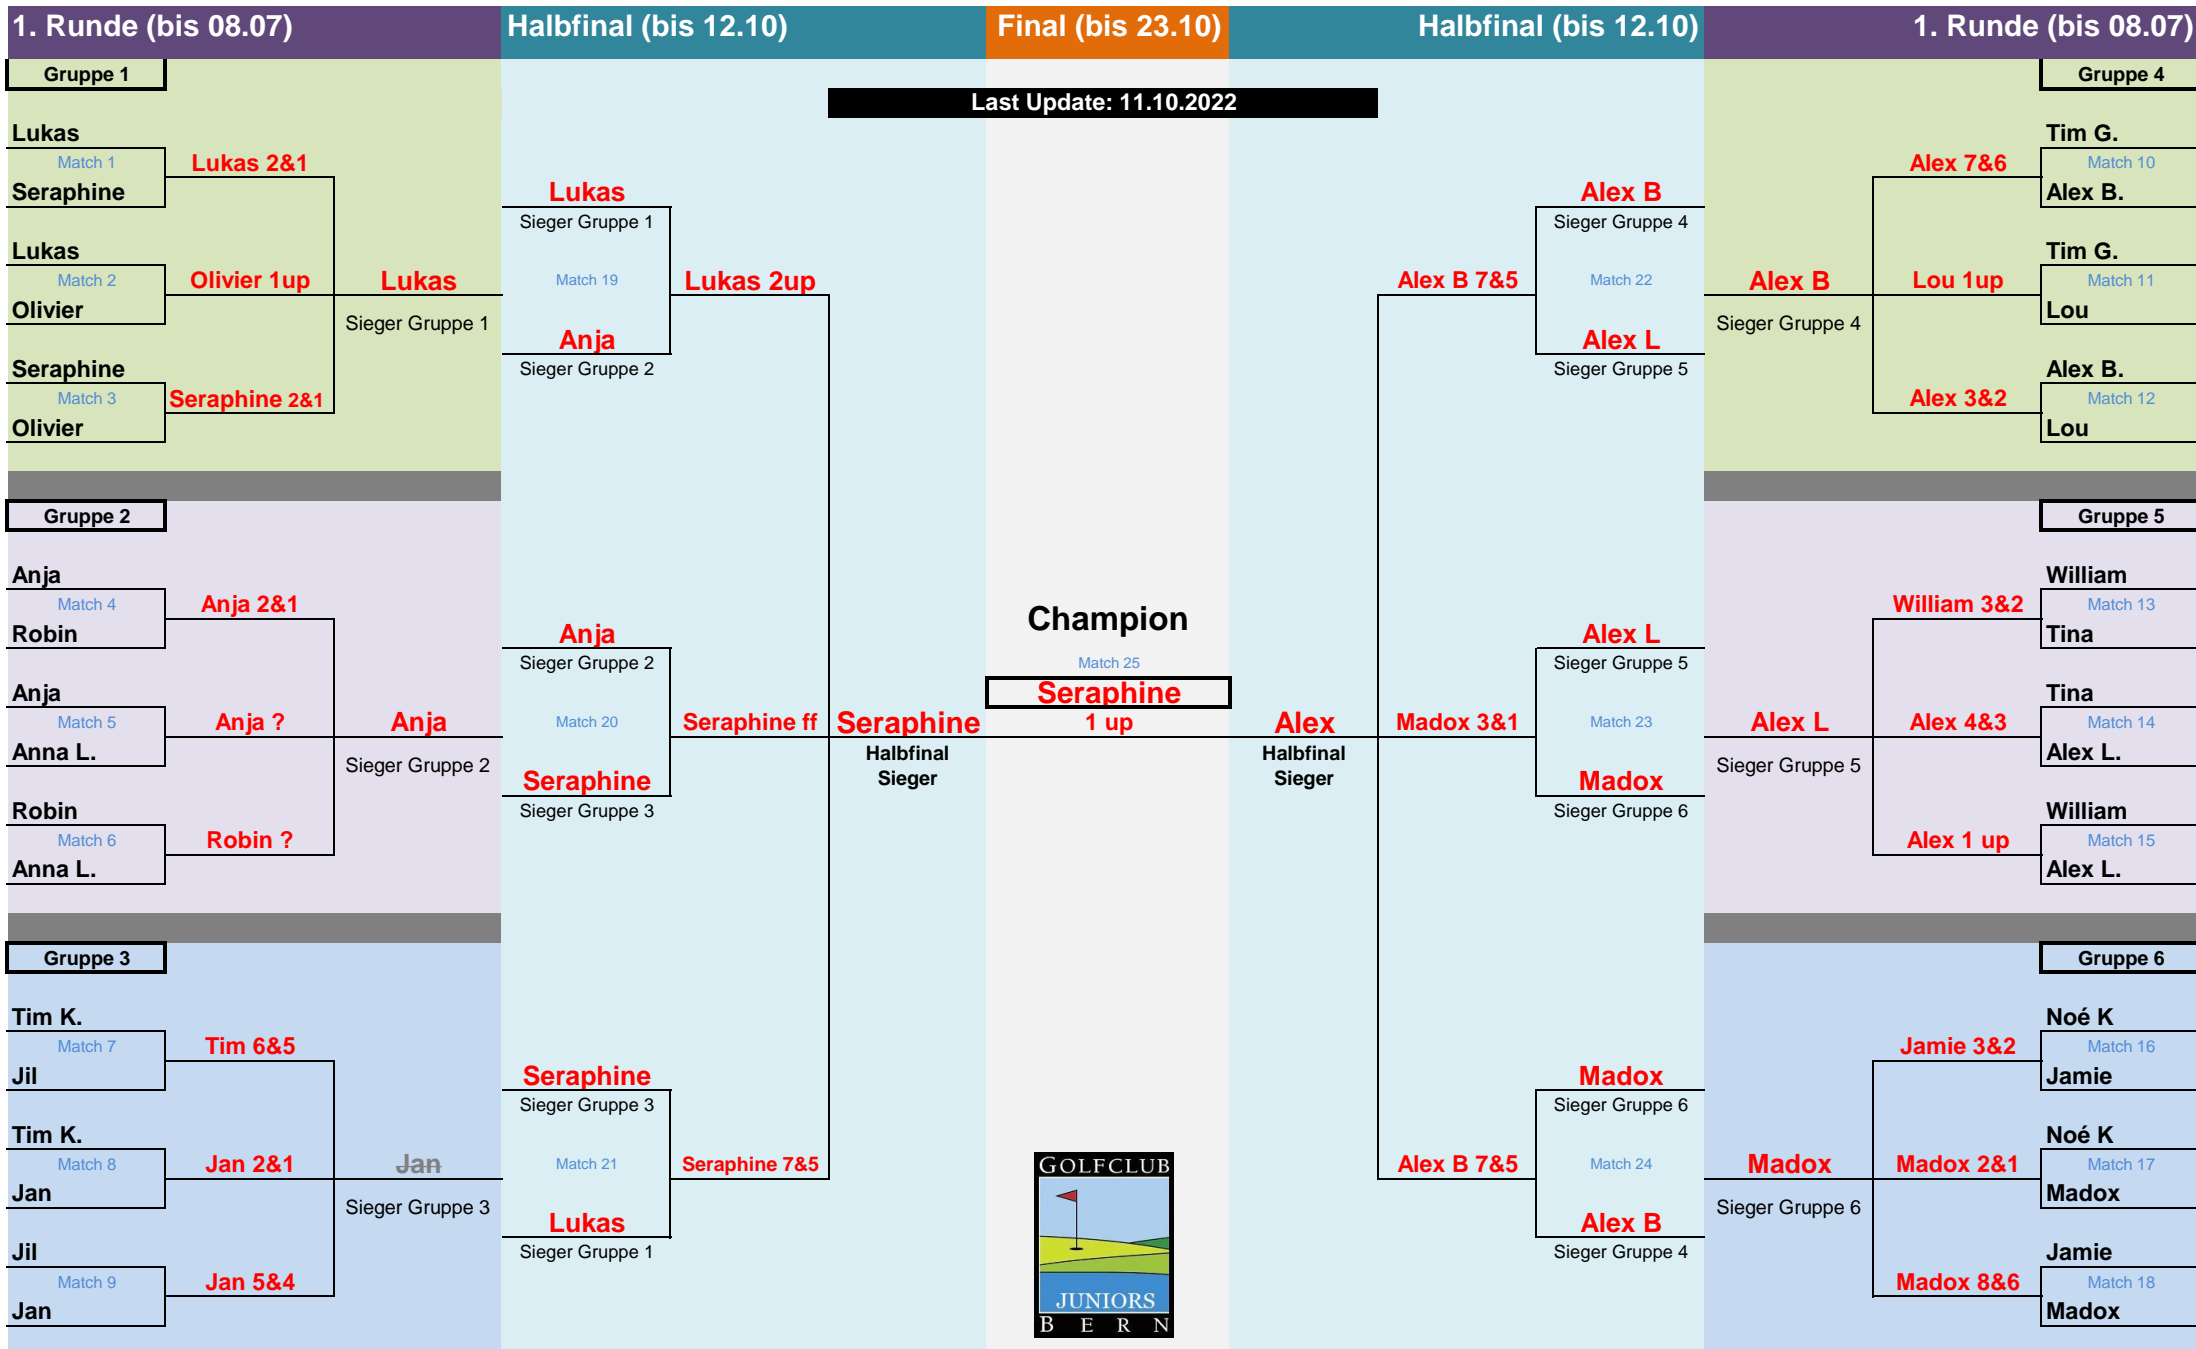 1. Runde (bis 08.07)
Halbfinal (bis 12.10)
Final (bis 23.10)
Halbfinal (bis 12.10)
1. Runde (bis 08.07)
Last Update: 11.10.2022
Gruppe 1
Lukas
Match 1
Seraphine
Lukas 2&1
Lukas
Match 2
Olivier
Olivier 1up
Seraphine
Match 3
Olivier
Seraphine 2&1
Lukas
Sieger Gruppe 1
Gruppe 2
Anja
Match 4
Robin
Anja 2&1
Anja
Match 5
Anna L.
Anja ?
Robin
Match 6
Anna L.
Robin ?
Anja
Sieger Gruppe 2
Gruppe 3
Tim K.
Match 7
Jil
Tim 6&5
Tim K.
Match 8
Jan
Jan 2&1
Jil
Match 9
Jan
Jan 5&4
Jan
Sieger Gruppe 3
Lukas
Sieger Gruppe 1
Match 19
Anja
Sieger Gruppe 2
Lukas 2up
Anja
Sieger Gruppe 2
Match 20
Seraphine
Sieger Gruppe 3
Seraphine ff
Seraphine
Sieger Gruppe 3
Match 21
Lukas
Sieger Gruppe 1
Seraphine 7&5
Seraphine
Halbfinal
Sieger
Champion
Match 25
Seraphine
1 up
GOLFCLUB
JUNIORS
BERN
Alex
Halbfinal
Sieger
Alex B
Sieger Gruppe 4
Alex B 7&5
Match 22
Alex L
Sieger Gruppe 5
Alex L
Sieger Gruppe 5
Madox 3&1
Match 23
Madox
Sieger Gruppe 6
Madox
Sieger Gruppe 6
Alex B 7&5
Match 24
Alex B
Sieger Gruppe 4
Gruppe 4
Tim G.
Alex 7&6
Match 10
Alex B.
Tim G.
Lou 1up
Match 11
Lou
Alex B.
Alex 3&2
Match 12
Lou
Alex B
Sieger Gruppe 4
Gruppe 5
William
William 3&2
Match 13
Tina
Tina
Alex 4&3
Match 14
Alex L.
William
Alex 1 up
Match 15
Alex L.
Alex L
Sieger Gruppe 5
Gruppe 6
Noé K
Jamie 3&2
Match 16
Jamie
Noé K
Madox 2&1
Match 17
Madox
Jamie
Madox 8&6
Match 18
Madox
Madox
Sieger Gruppe 6